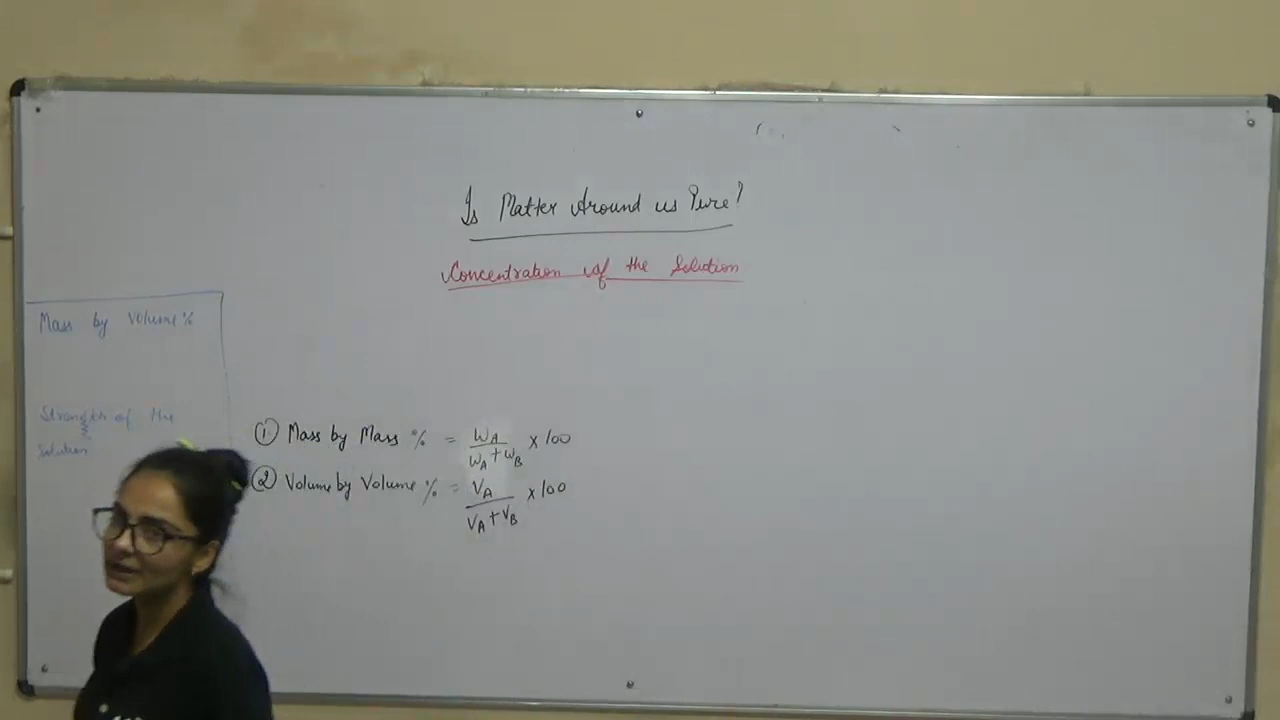 Is Matter Around us Pure?
Concentration of the Solution
Mass by Volume %
Strength of the
Solution
① Mass by Mass % = WA / WA + WB × 100
② Volume by Volume % = VA / VA + VB × 100